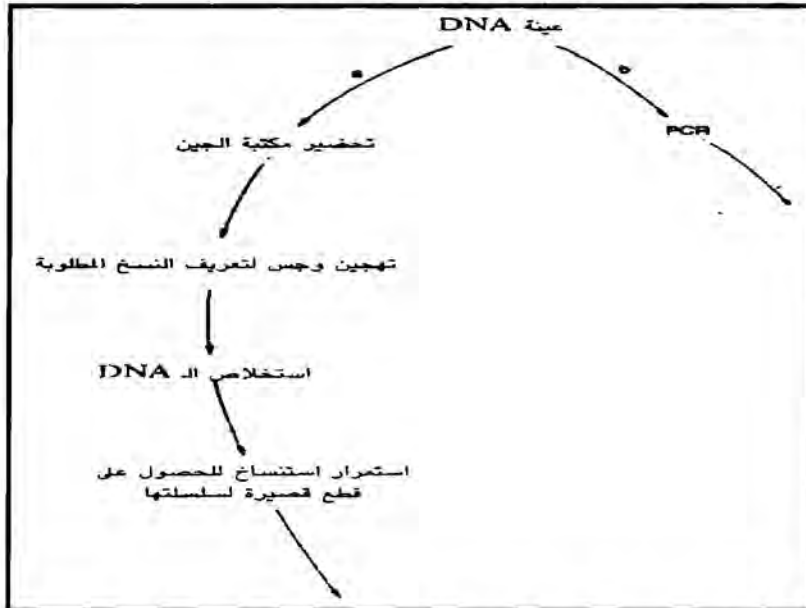 عينة DNA
PCR
تحضير مكتبة الجين
تهجين وجس لتعريف النسخ المطلوبة
استخلاص الـ DNA
استمرار استنساخ للحصول على
قطع قصيرة لسلسلتها